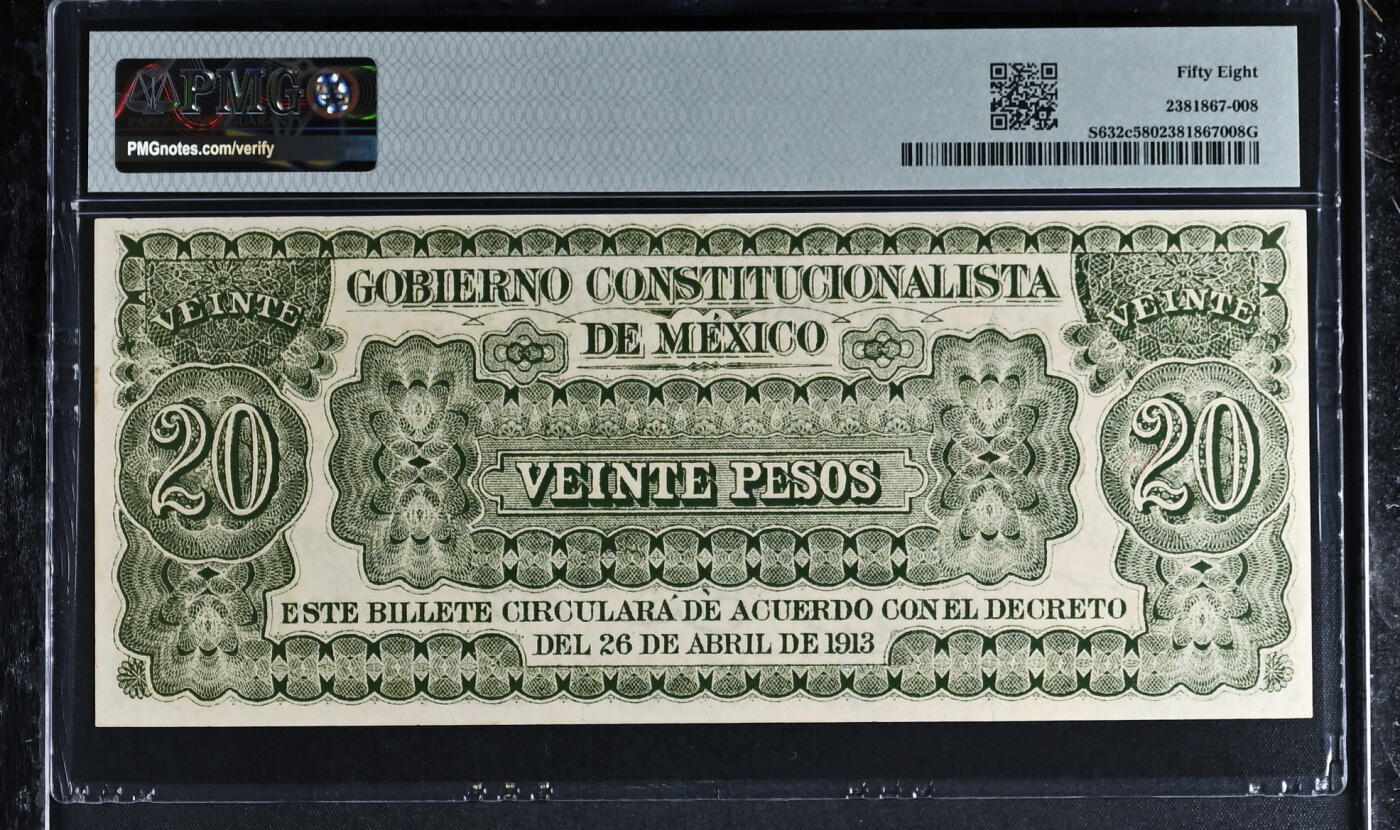 PMG
PMGnotes.com/verify
Fifty Eight
2381867-008
S632c5802381867008G
GOBIERNO CONSTITUCIONALISTA
DE MÉXICO
VEINTE
VEINTE
20
20
VEINTE PESOS
ESTE BILLETE CIRCULARÁ DE ACUERDO CON EL DECRETO
DEL 26 DE ABRIL DE 1913